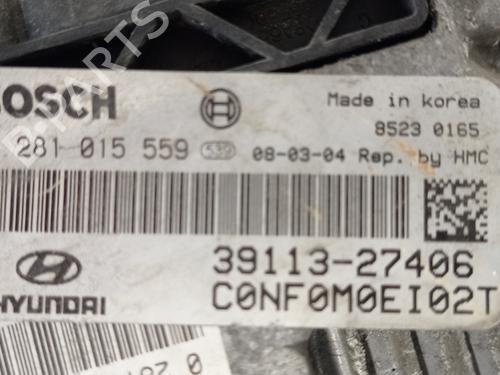 BOSCH
Made in korea
8523 0165
281 015 559 539 08-03-04 Rep. by HMC
39113-27406
HYUNDAI
C0NF0M0EI02T
B-PARTS